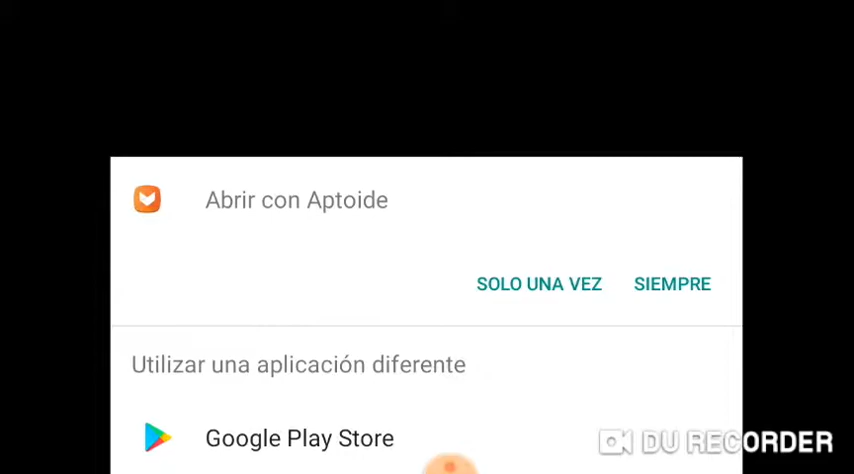 Abrir con Aptoide
SOLO UNA VEZ SIEMPRE
Utilizar una aplicación diferente
Google Play Store
DU RECORDER